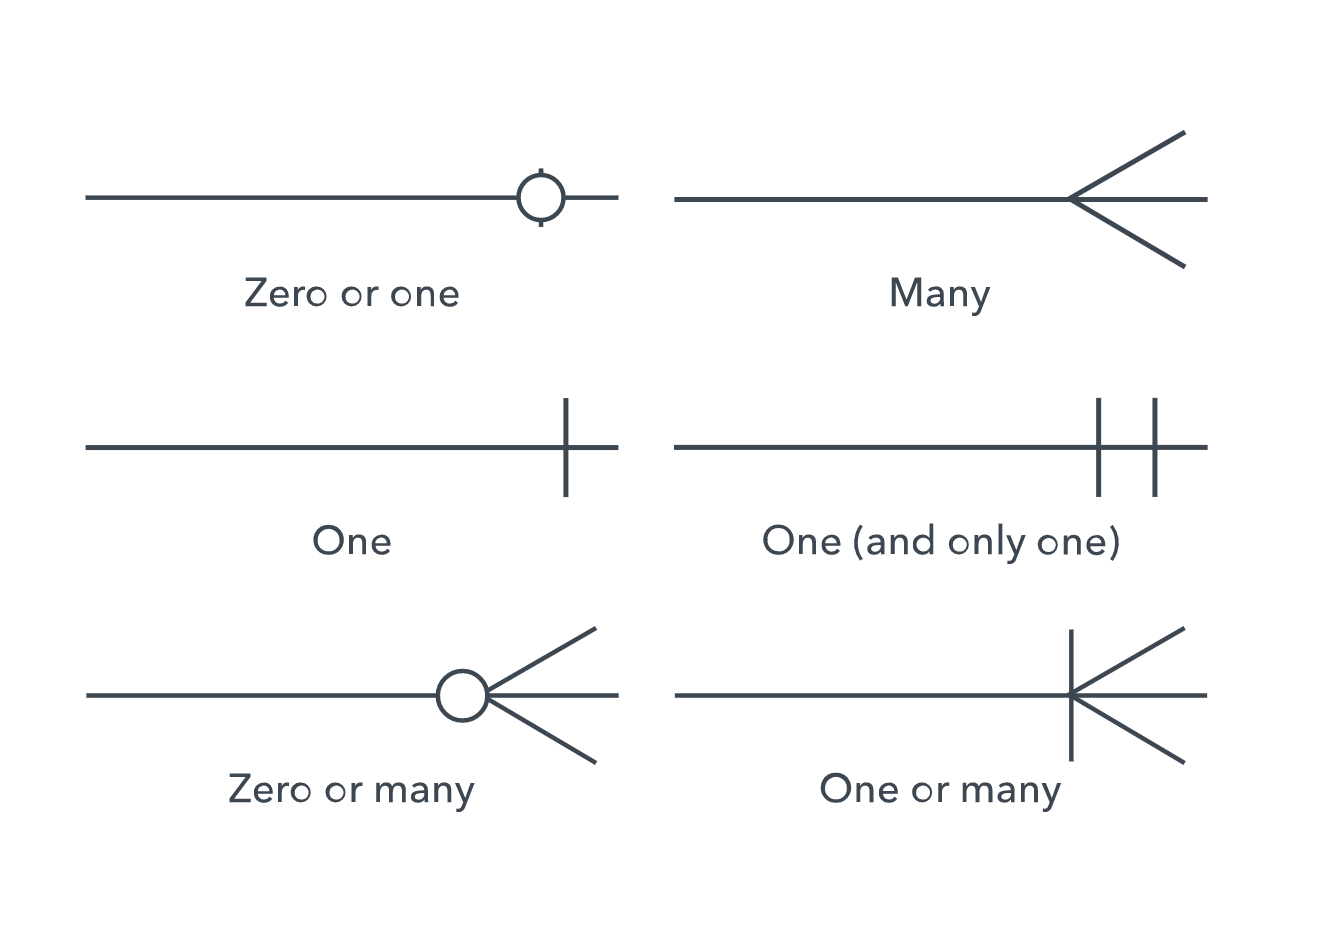 Zero or one
Many
One
One (and only one)
Zero or many
One or many